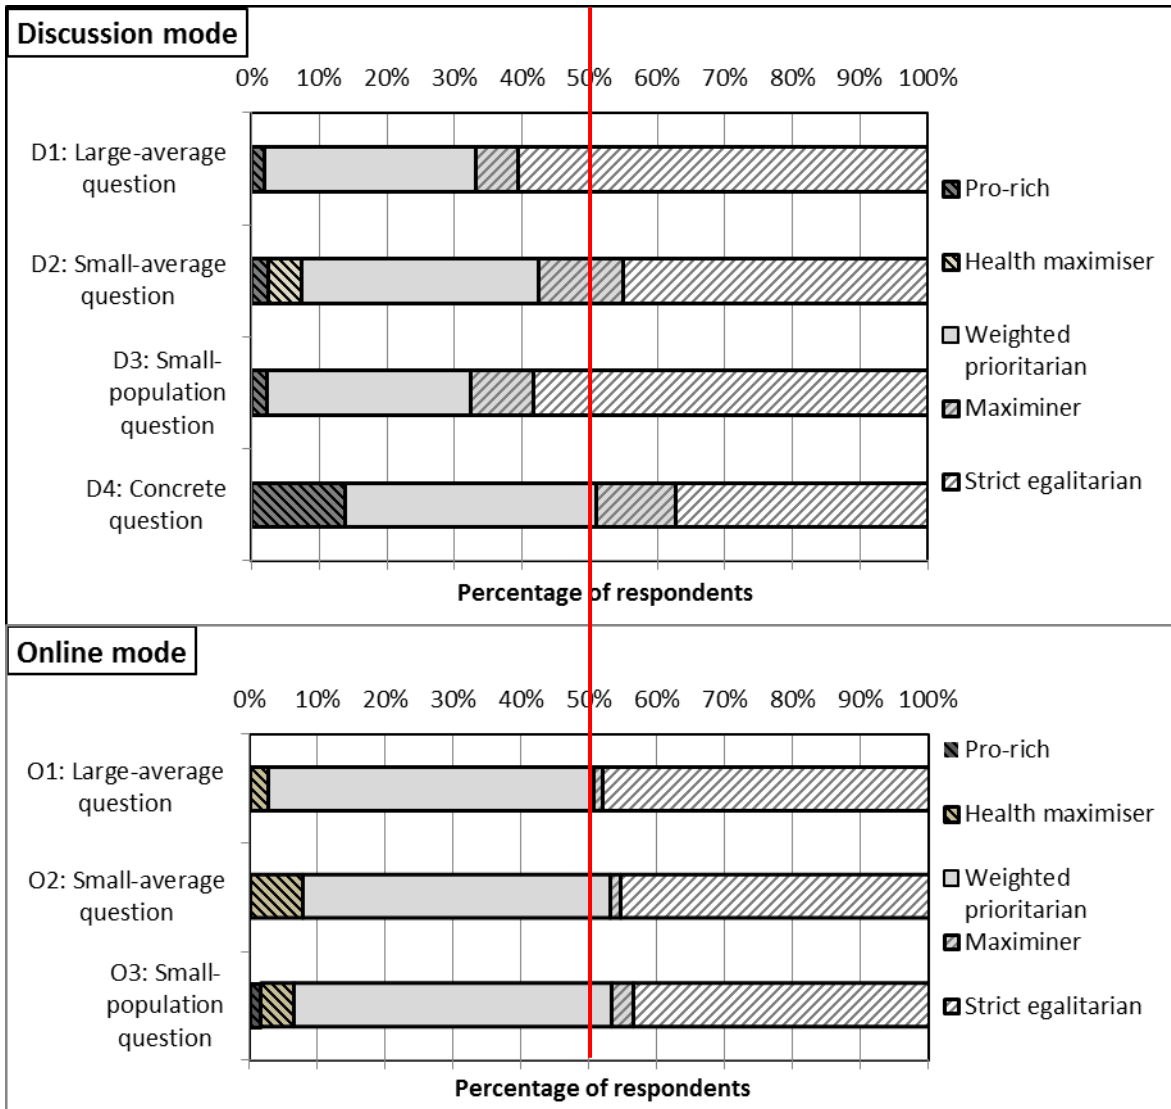 Discussion mode
0% 10% 20% 30% 40% 50% 60% 70% 80% 90% 100%
D1: Large-average
question
D2: Small-average
question
D3: Small-
population
question
D4: Concrete
question
Pro-rich
Health maximiser
Weighted
prioritarian
Maximiner
Strict egalitarian
Percentage of respondents
Online mode
0% 10% 20% 30% 40% 50% 60% 70% 80% 90% 100%
O1: Large-average
question
O2: Small-average
question
O3: Small-
population
question
Pro-rich
Health maximiser
Weighted
prioritarian
Maximiner
Strict egalitarian
Percentage of respondents